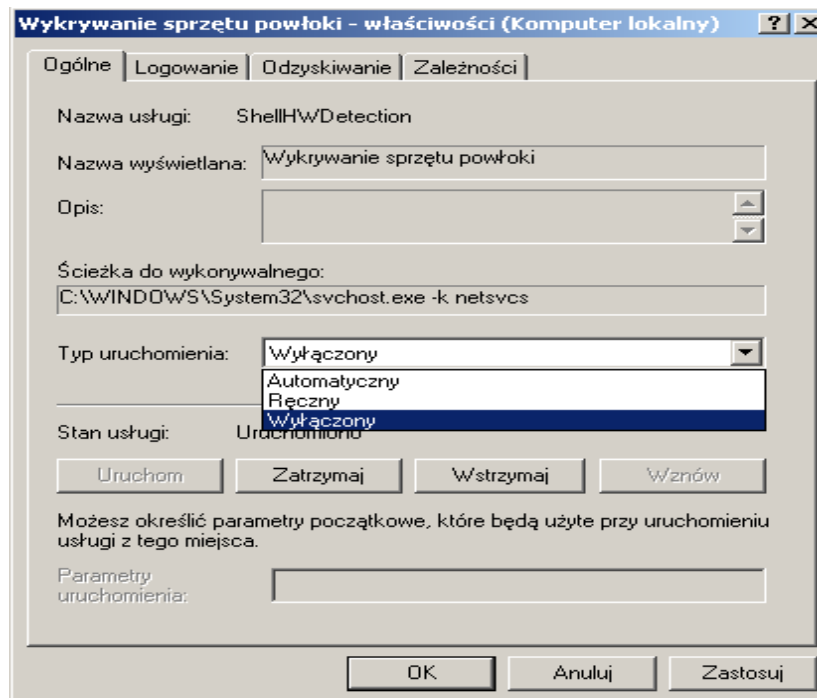 Wykrywanie sprzętu powłoki - właściwości (Komputer lokalny)
Ogólne Logowanie Odzyskiwanie Zależności
Nazwa usługi: ShellHWDetection
Nazwa wyświetlana: Wykrywanie sprzętu powłoki
Opis:
Ścieżka do wykonywalnego:
C:\WINDOWS\System32\svchost.exe -k netsvcs
Typ uruchomienia: Wyłączony
Automatyczny
Ręczny
Wyłączony
Stan usługi: Uruchomiono
Uruchom Zatrzymaj Wstrzymaj Wznów
Możesz określić parametry początkowe, które będą użyte przy uruchomieniu
usługi z tego miejsca.
Parametry
uruchomienia:
OK Anuluj Zastosuj